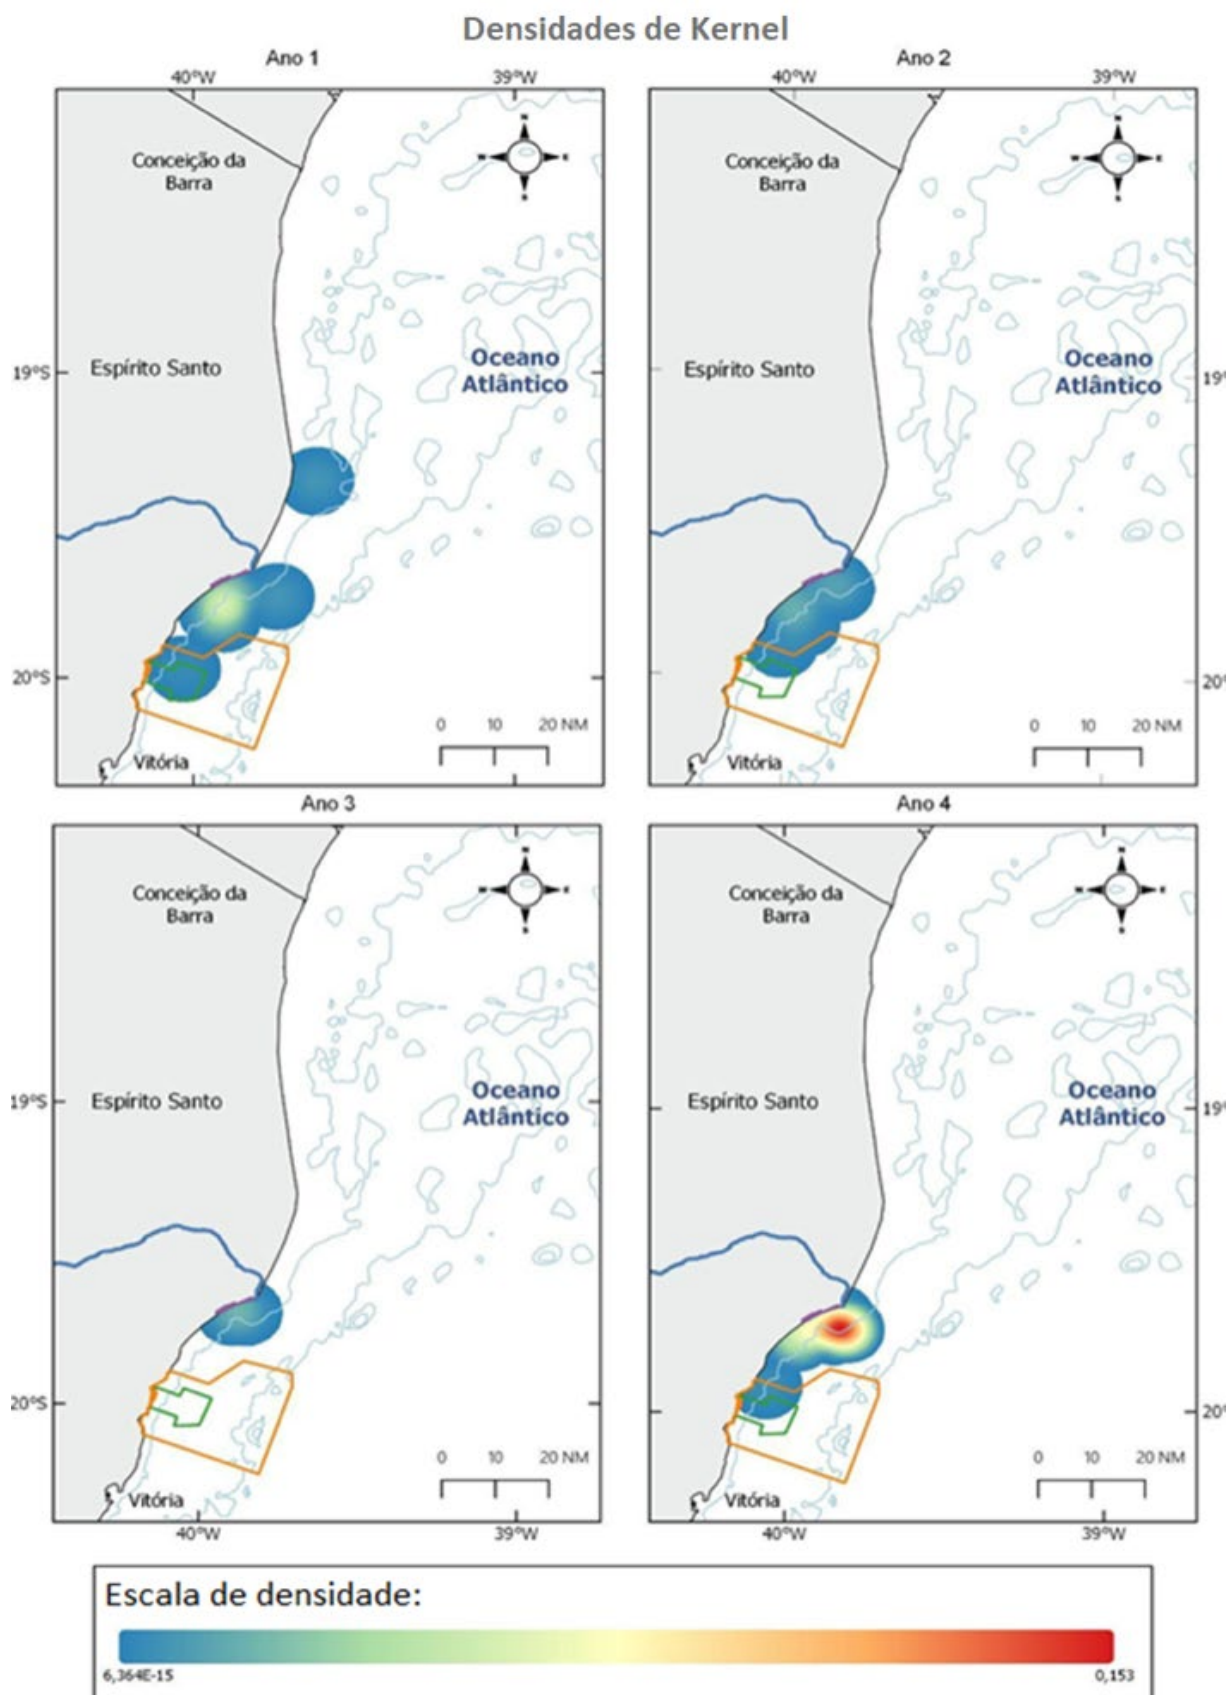 Densidades de Kernel
Ano 1
Ano 2
40°W
39°W
40°W
39°W
N
W
E
S
Conceição da
Barra
N
W
E
S
Conceição da
Barra
Oceano
Atlântico
Espírito Santo
19°S
Oceano
Atlântico
Espírito Santo
19°
20°S
20°
0 10 20 NM
0 10 20 NM
Vitória
Vitória
Ano 3
Ano 4
N
W
E
S
Conceição da
Barra
N
W
E
S
Conceição da
Barra
Oceano
Atlântico
Espírito Santo
19°S
Oceano
Atlântico
Espírito Santo
19°
20°S
20°
0 10 20 NM
0 10 20 NM
Vitória
Vitória
40°W
39°W
40°W
39°W
Escala de densidade:
6,364E-15
0,153